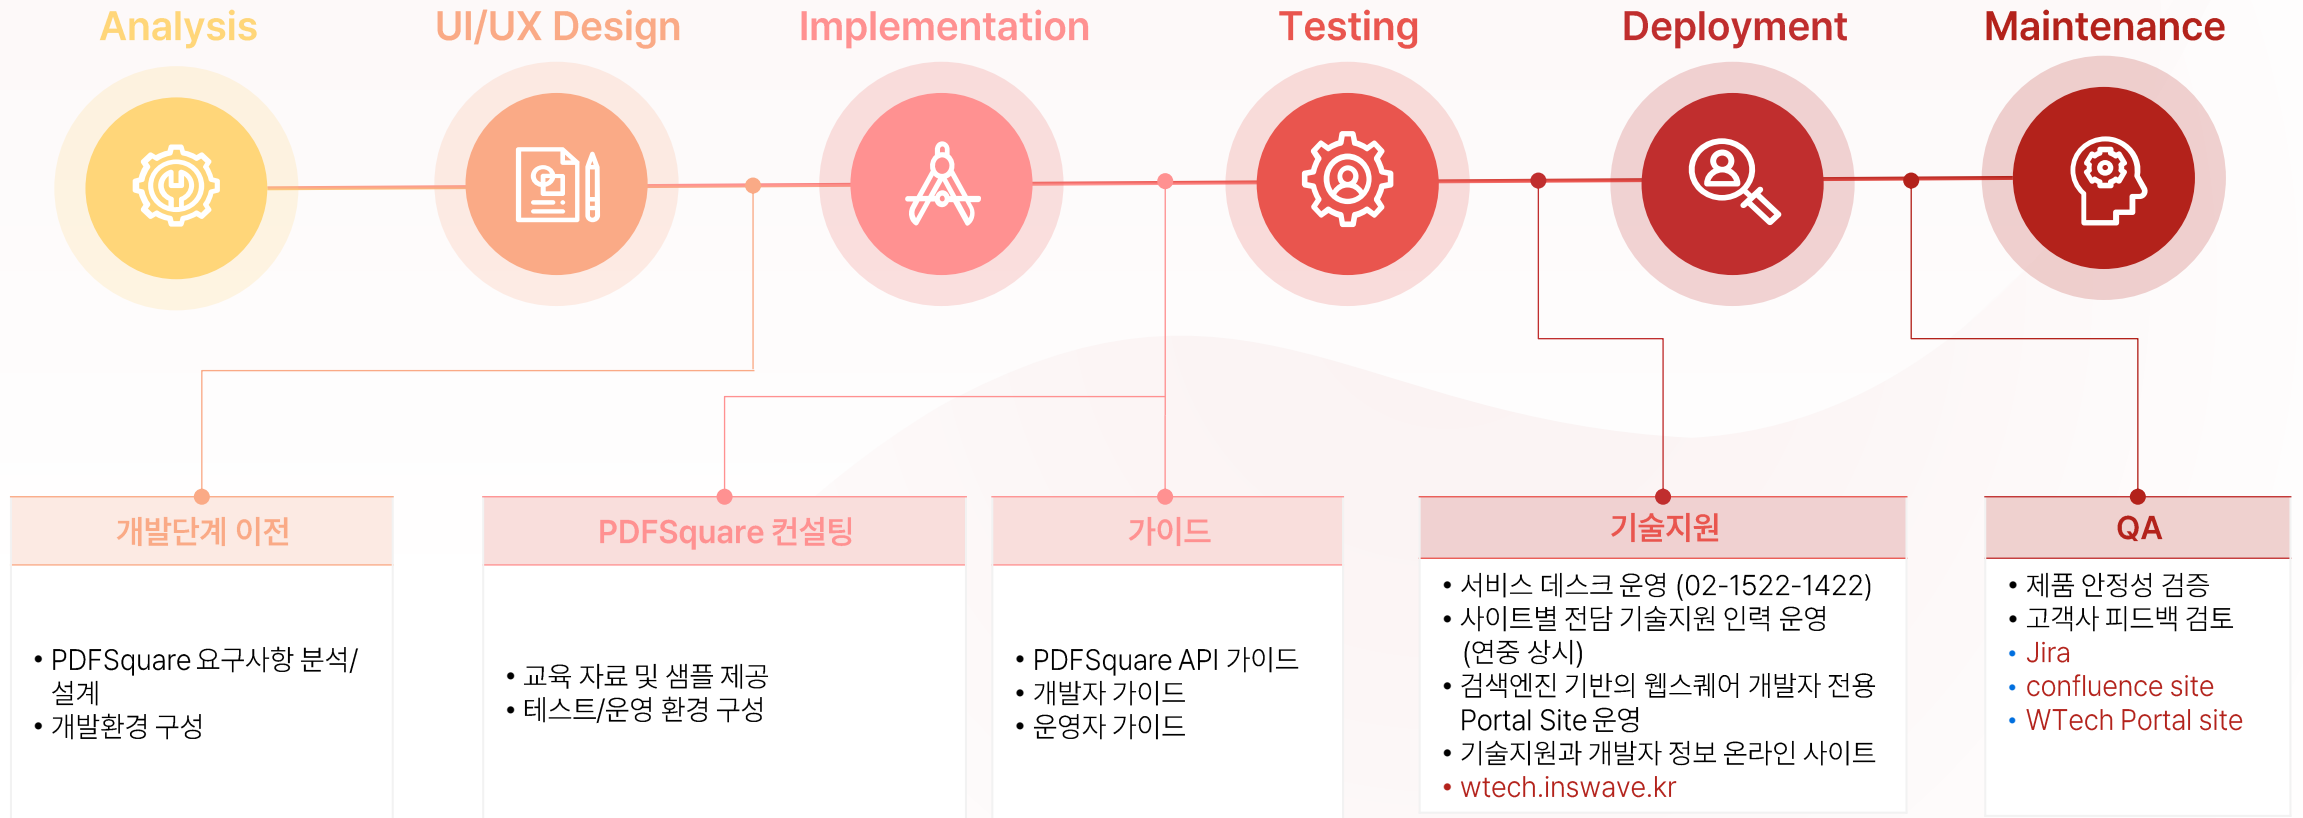 Analysis
UI/UX Design
Implementation
Testing
Deployment
Maintenance
개발단계 이전
• PDFSquare 요구사항 분석/
설계
• 개발환경 구성
PDFSquare 컨설팅
• 교육 자료 및 샘플 제공
• 테스트/운영 환경 구성
가이드
• PDFSquare API 가이드
• 개발자 가이드
• 운영자 가이드
기술지원
• 서비스 데스크 운영 (02-1522-1422)
• 사이트별 전담 기술지원 인력 운영
(연중 상시)
• 검색엔진 기반의 웹스퀘어 개발자 전용
Portal Site 운영
• 기술지원과 개발자 정보 온라인 사이트
• wtech.inswave.kr
QA
• 제품 안정성 검증
• 고객사 피드백 검토
• Jira
• confluence site
• WTech Portal site